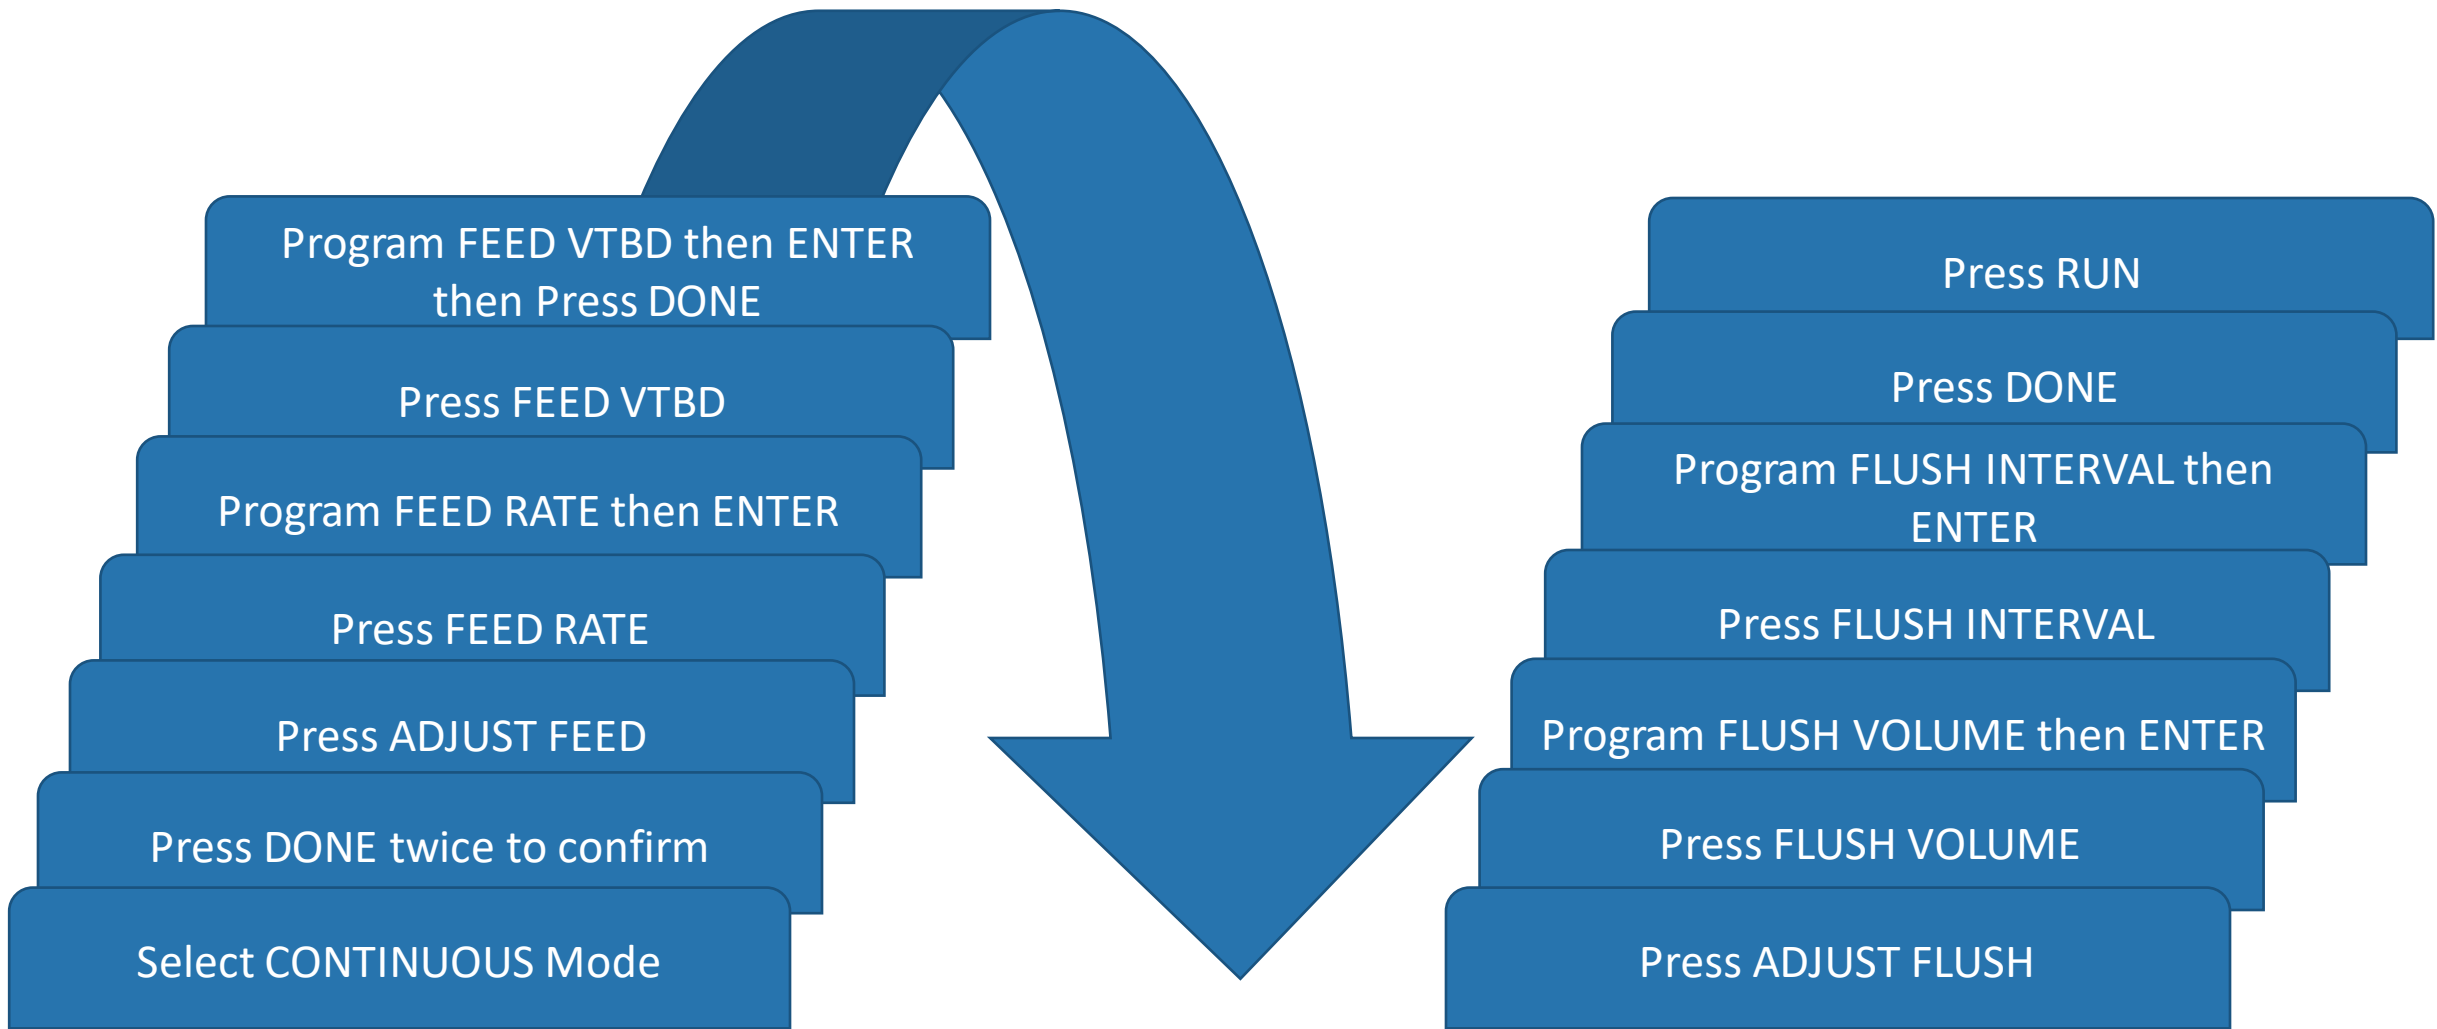 Program FEED VTBD then ENTER
then Press DONE
Press FEED VTBD
Program FEED RATE then ENTER
Press FEED RATE
Press ADJUST FEED
Press DONE twice to confirm
Select CONTINUOUS Mode
Press RUN
Press DONE
Program FLUSH INTERVAL then
ENTER
Press FLUSH INTERVAL
Program FLUSH VOLUME then ENTER
Press FLUSH VOLUME
Press ADJUST FLUSH